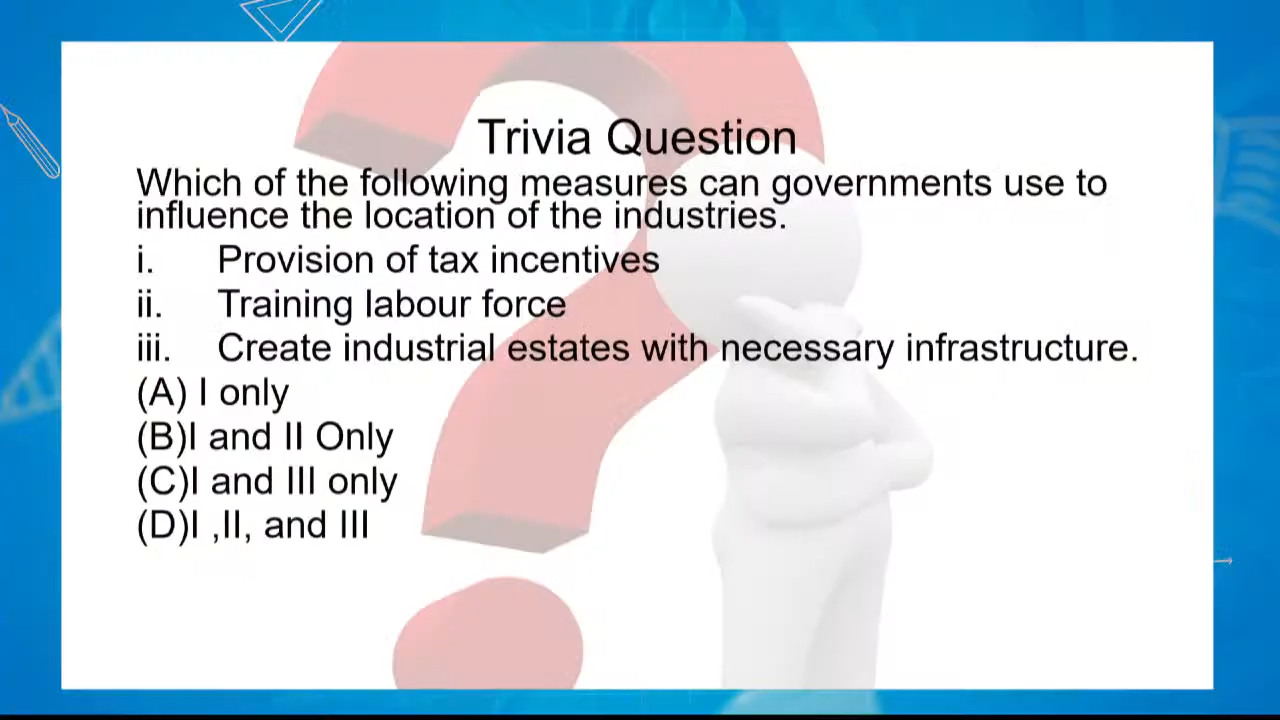 Trivia Question
Which of the following measures can governments use to
influence the location of the industries.
i. Provision of tax incentives
ii. Training labour force
iii. Create industrial estates with necessary infrastructure.
(A) I only
(B)I and II Only
(C)I and III only
(D)I ,II, and III